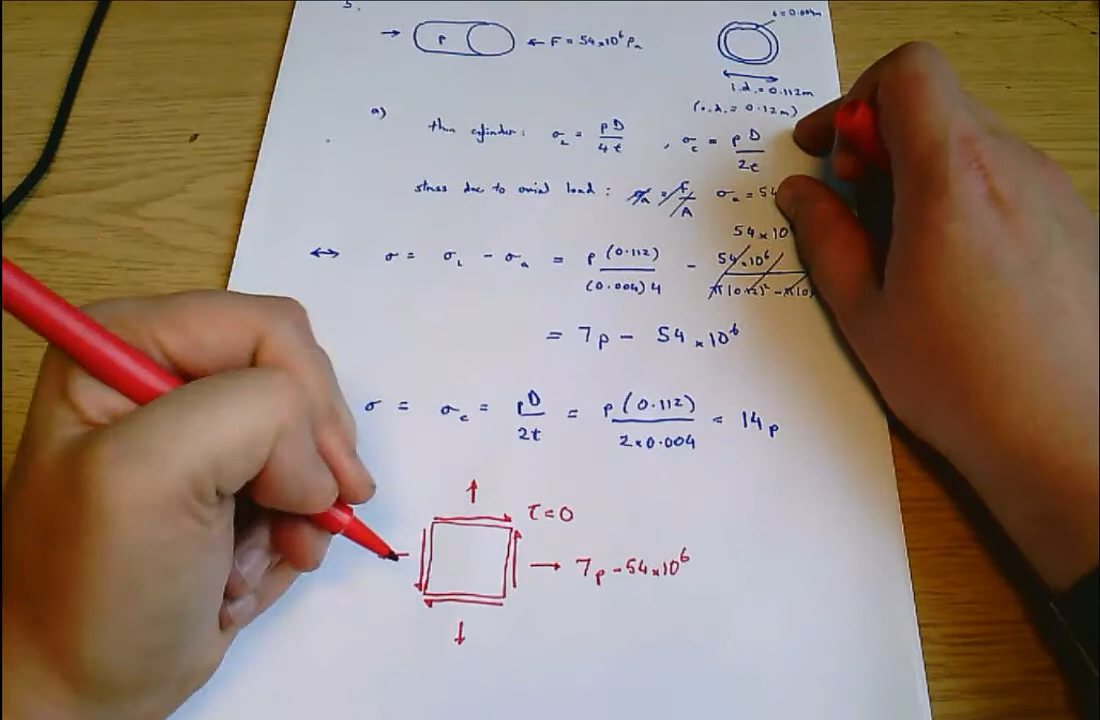 5.
p ← F = 54×10⁶ Pa
t = 0.004m
i.d. = 0.112m
(o.d. = 0.12m)
a)
thin cylinder: σL = pD/4t , σc = pD/2t
stress due to axial load: σa = F/A σa = 54
54×10
↔ σ = σL - σa = p(0.112)/(0.004)4 - 54×10⁶
= 7p - 54×10⁶
σ = σc = pD/2t = p(0.112)/2×0.004 = 14p
τ=0
→ 7p-54×10⁶